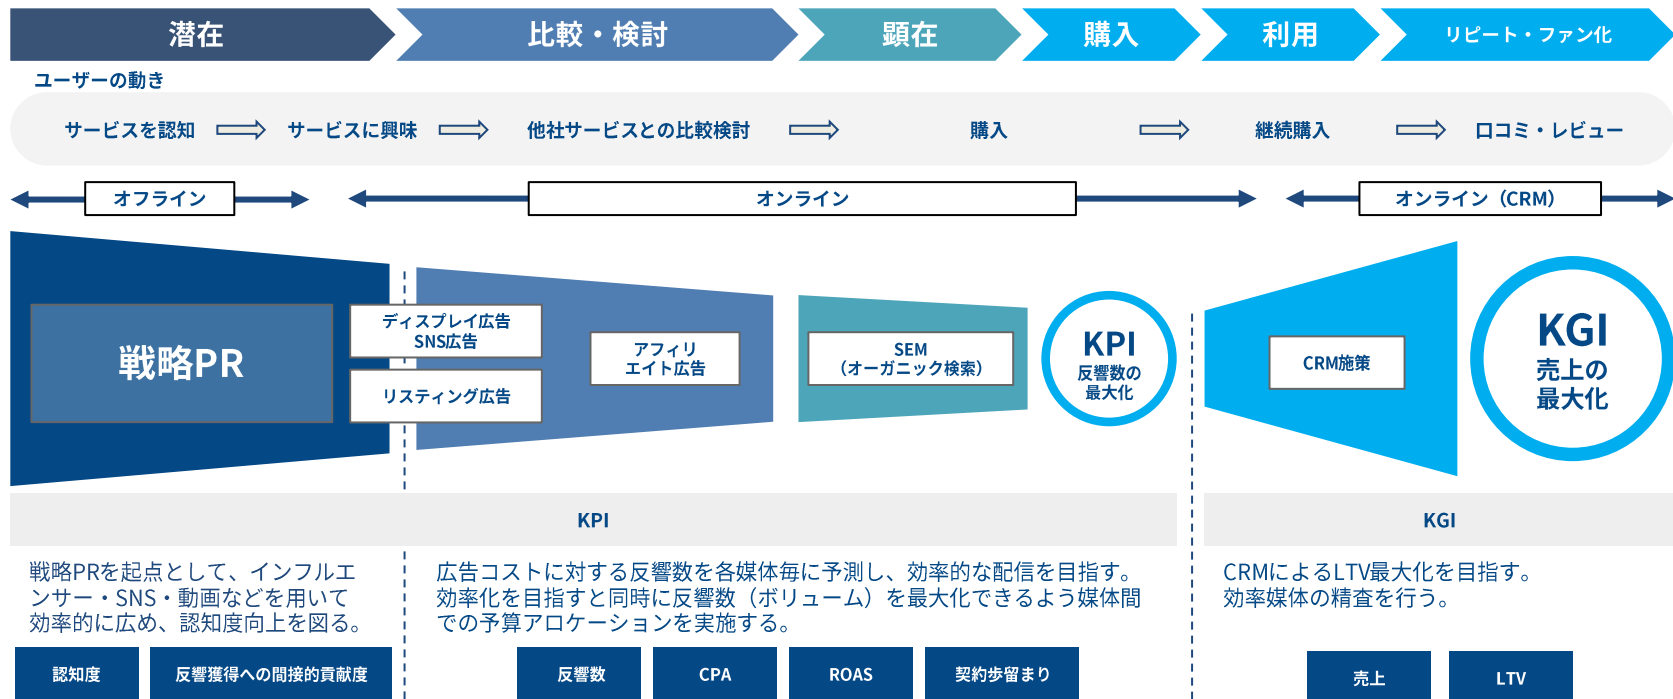 潜在
比較・検討
顕在
購入
利用
リピート・ファン化
ユーザーの動き
サービスを認知
サービスに興味
他社サービスとの比較検討
購入
継続購入
口コミ・レビュー
オフライン
オンライン
オンライン（CRM）
戦略PR
ディスプレイ広告
SNS広告
リスティング広告
アフィリ
エイト広告
SEM
（オーガニック検索）
KPI
反響数の
最大化
CRM施策
KGI
売上の
最大化
KPI
KGI
戦略PRを起点として、インフルエ
ンサー・SNS・動画などを用いて
効率的に広め、認知度向上を図る。
広告コストに対する反響数を各媒体毎に予測し、効率的な配信を目指す。
効率化を目指すと同時に反響数（ボリューム）を最大化できるよう媒体間
での予算アロケーションを実施する。
CRMによるLTV最大化を目指す。
効率媒体の精査を行う。
認知度
反響獲得への間接的貢献度
反響数
CPA
ROAS
契約歩留まり
売上
LTV